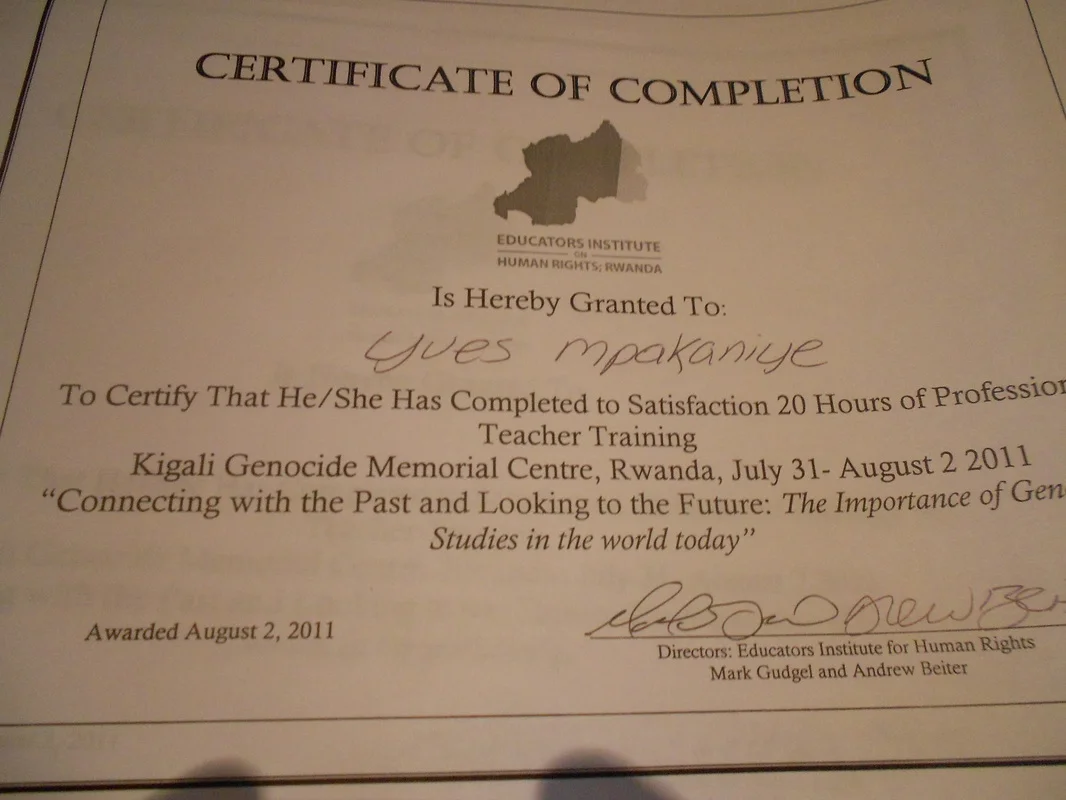 CERTIFICATE OF COMPLETION
EDUCATORS INSTITUTE
ON
HUMAN RIGHTS: RWANDA
Is Hereby Granted To:
Yves Mpakaniye
To Certify That He/She Has Completed to Satisfaction 20 Hours of Profession
Teacher Training
Kigali Genocide Memorial Centre, Rwanda, July 31- August 2 2011
“Connecting with the Past and Looking to the Future: The Importance of Gen
Studies in the world today”
Awarded August 2, 2011
Directors: Educators Institute for Human Rights
Mark Gudgel and Andrew Beiter